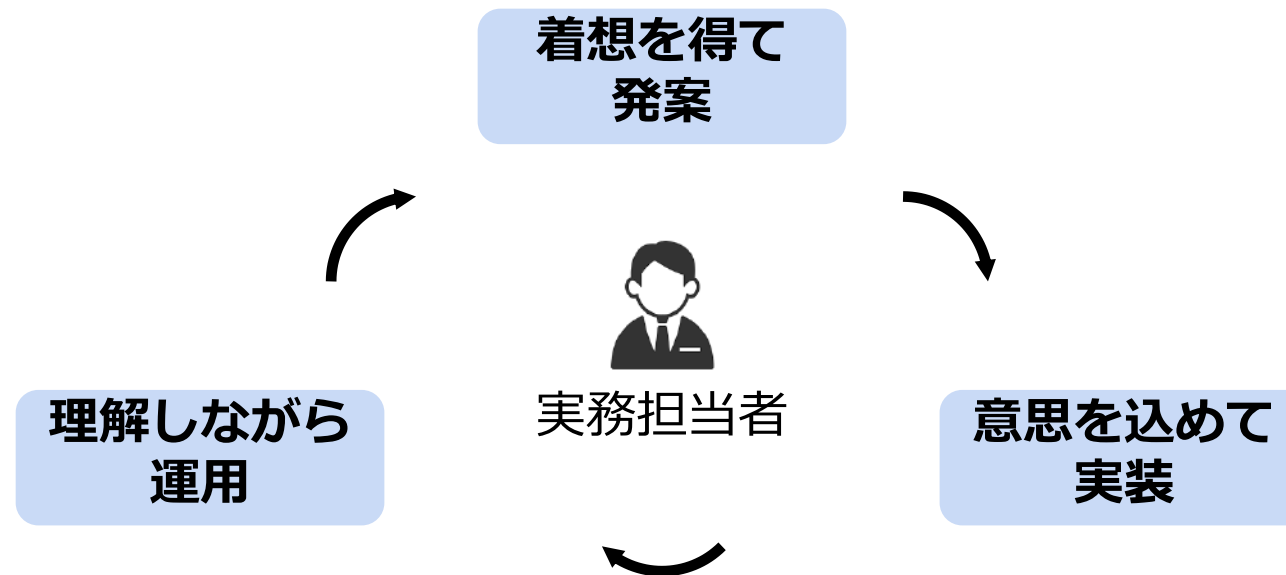 着想を得て
発案
実務担当者
理解しながら
運用
意思を込めて
実装